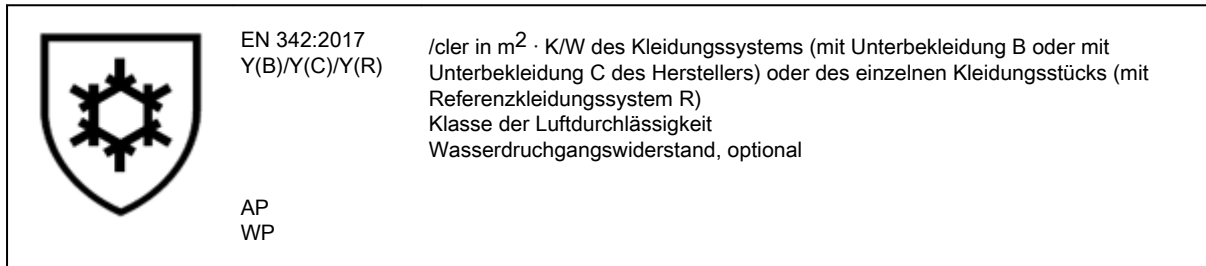 EN 342:2017
Y(B)/Y(C)/Y(R)
/cler in m² · K/W des Kleidungssystems (mit Unterbekleidung B oder mit
Unterbekleidung C des Herstellers) oder des einzelnen Kleidungsstücks (mit
Referenzkleidungssystem R)
Klasse der Luftdurchlässigkeit
Wasserdruchgangswiderstand, optional
AP
WP